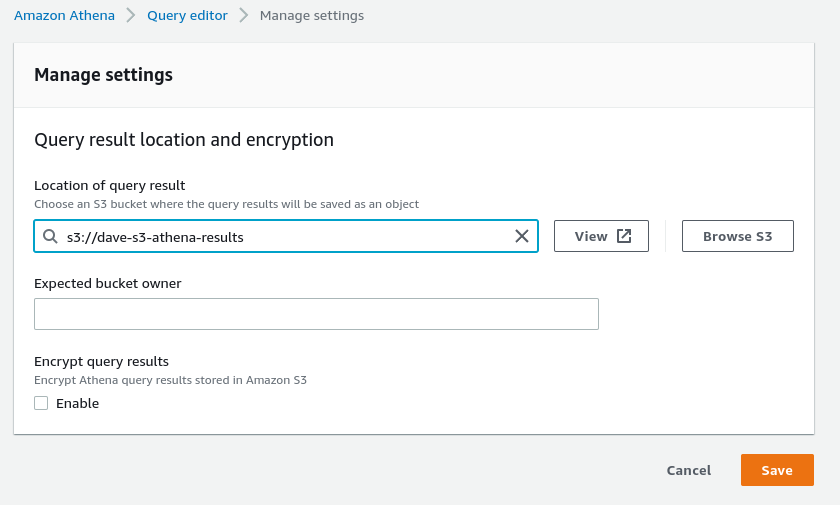 Amazon Athena > Query editor > Manage settings
Manage settings
Query result location and encryption
Location of query result
Choose an S3 bucket where the query results will be saved as an object
s3://dave-s3-athena-results View Browse S3
Expected bucket owner
Encrypt query results
Encrypt Athena query results stored in Amazon S3
Enable
Cancel Save